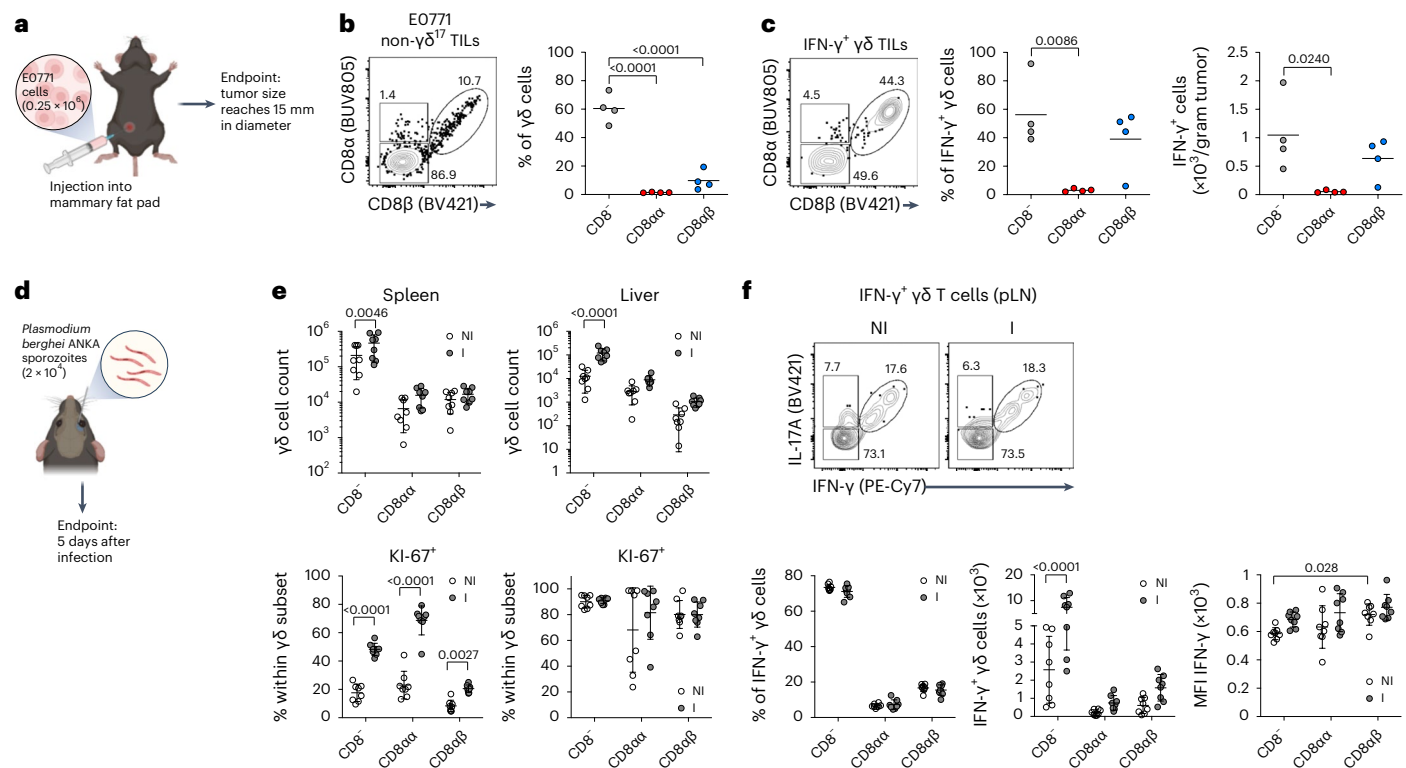 a
E0771
cells
(0.25 × 10⁶)
Injection into
mammary fat pad
Endpoint:
tumor size
reaches 15 mm
in diameter
b
E0771
non-γδ¹⁷ TILs
CD8α (BUV805)
1.4
10.7
86.9
CD8β (BV421)
% of γδ cells
100
80
60
40
20
0
<0.0001
<0.0001
CD8⁻
CD8αα
CD8αβ
c
IFN-γ⁺ γδ TILs
CD8α (BUV805)
4.5
44.3
49.6
CD8β (BV421)
% of IFN-γ⁺ γδ cells
100
80
60
40
20
0
0.0086
CD8⁻
CD8αα
CD8αβ
IFN-γ⁺ cells
(×10³/gram tumor)
2.5
2
1.5
1
0.5
0
0.0240
CD8⁻
CD8αα
CD8αβ
d
Plasmodium
berghei ANKA
sporozoites
(2 × 10⁴)
Endpoint:
5 days after
infection
e
Spleen
γδ cell count
10⁶
10⁵
10⁴
10³
10²
0.0046
NI
I
CD8⁻
CD8αα
CD8αβ
Liver
γδ cell count
10⁶
10⁵
10⁴
10³
10²
10
1
<0.0001
NI
I
CD8⁻
CD8αα
CD8αβ
KI-67⁺
% within γδ subset
100
80
60
40
20
0
<0.0001
<0.0001
0.0027
NI
I
CD8⁻
CD8αα
CD8αβ
KI-67⁺
% within γδ subset
100
80
60
40
20
0
NI
I
CD8⁻
CD8αα
CD8αβ
f
IFN-γ⁺ γδ T cells (pLN)
NI
I
IL-17A (BV421)
7.7
17.6
73.1
6.3
18.3
73.5
IFN-γ (PE-Cy7)
% of IFN-γ⁺ γδ cells
80
60
40
20
0
NI
I
CD8⁻
CD8αα
CD8αβ
IFN-γ⁺ γδ cells (×10³)
20
10
5
4
3
2
1
0
<0.0001
NI
I
CD8⁻
CD8αα
CD8αβ
MFI IFN-γ (×10³)
1
0.8
0.6
0.4
0.2
0
0.028
NI
I
CD8⁻
CD8αα
CD8αβ